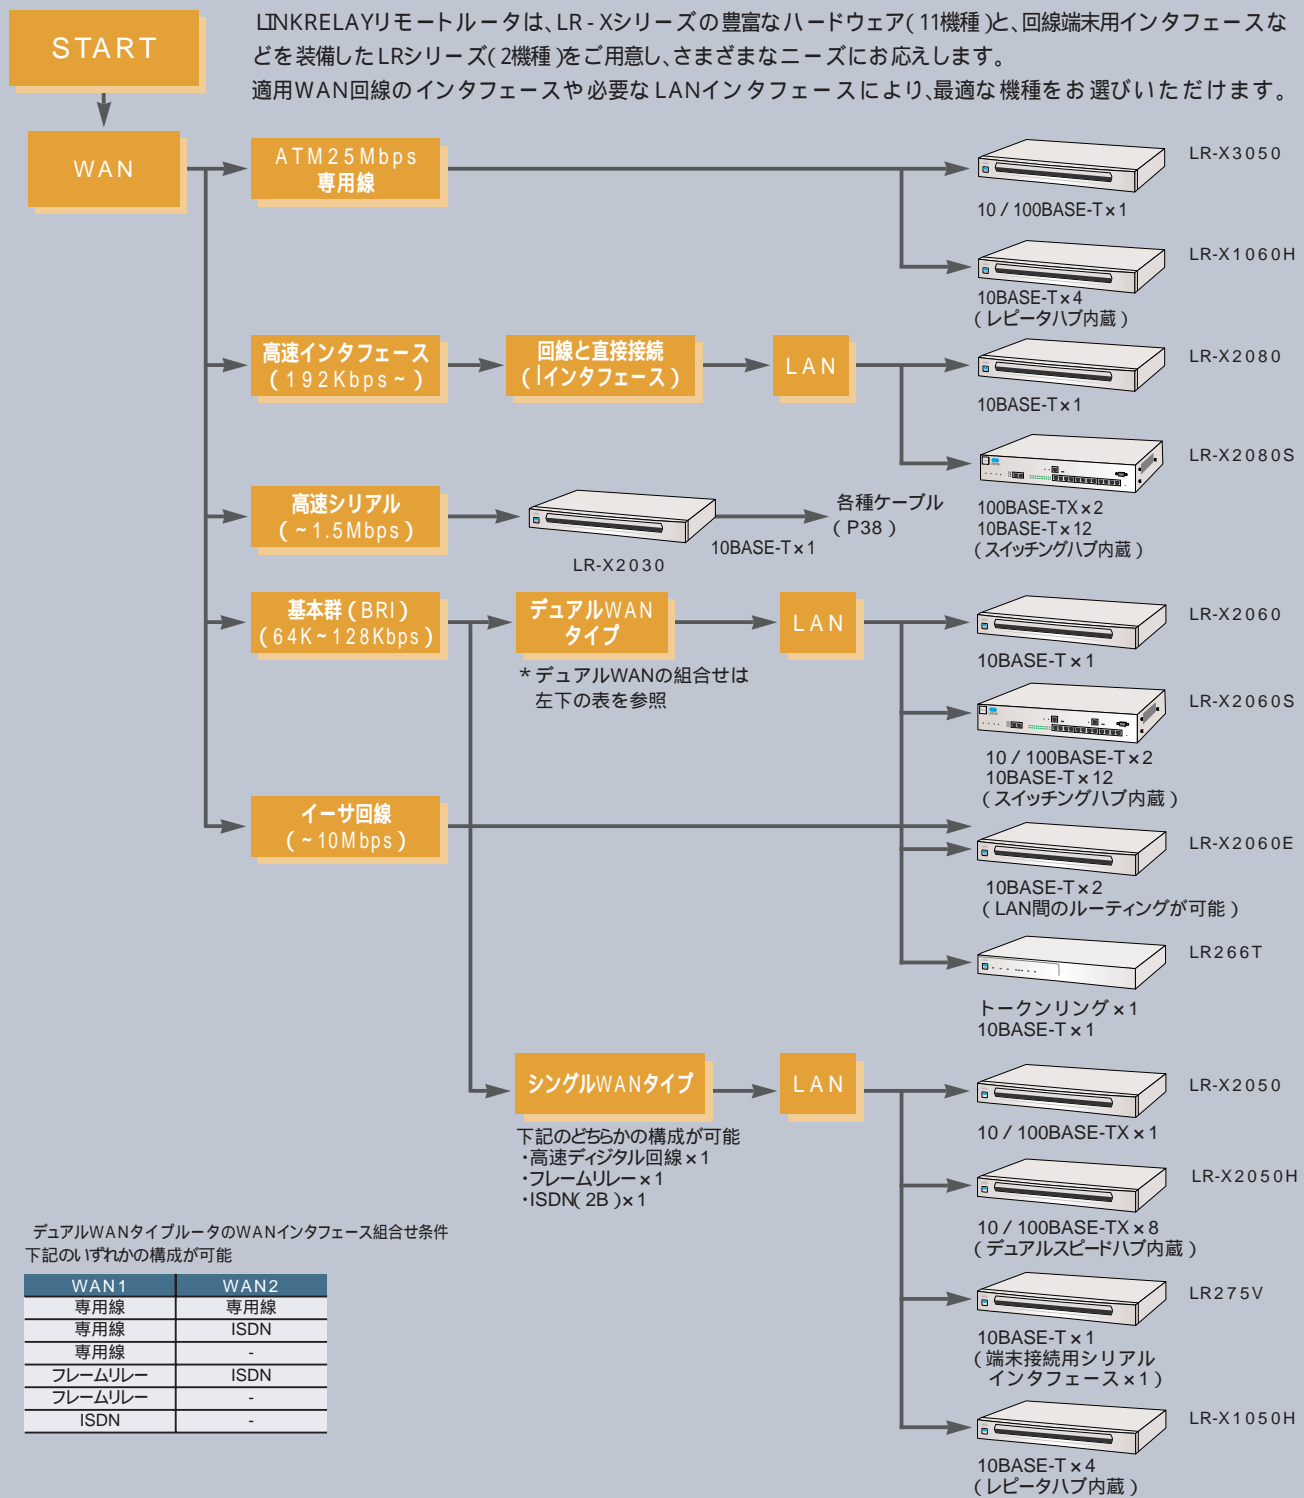 START
LINKRELAYリモートルータは、LR-Xシリーズの豊富なハードウェア(11機種)と、回線端末用インタフェースな
どを装備したLRシリーズ(2機種)をご用意し、さまざまなニーズにお応えします。
適用WAN回線のインタフェースや必要なLANインタフェースにより、最適な機種をお選びいただけます。
WAN
ATM25Mbps
専用線
LR-X3050
10/100BASE-T×1
LR-X1060H
10BASE-T×4
(レピータハブ内蔵)
高速インタフェース
(192Kbps~)
回線と直接接続
(Iインタフェース)
LAN
LR-X2080
10BASE-T×1
LR-X2080S
100BASE-TX×2
10BASE-T×12
(スイッチングハブ内蔵)
高速シリアル
(~1.5Mbps)
LR-X2030
10BASE-T×1
各種ケーブル
(P38)
基本群(BRI)
(64K~128Kbps)
デュアルWAN
タイプ
*デュアルWANの組合せは
左下の表を参照
LAN
LR-X2060
10BASE-T×1
LR-X2060S
10/100BASE-T×2
10BASE-T×12
(スイッチングハブ内蔵)
イーサ回線
(~10Mbps)
LR-X2060E
10BASE-T×2
(LAN間のルーティングが可能)
LR266T
トークンリング×1
10BASE-T×1
シングルWANタイプ
下記のどちらかの構成が可能
・高速ディジタル回線×1
・フレームリレー×1
・ISDN(2B)×1
LAN
LR-X2050
10/100BASE-TX×1
LR-X2050H
10/100BASE-TX×8
(デュアルスピードハブ内蔵)
LR275V
10BASE-T×1
(端末接続用シリアル
インタフェース×1)
LR-X1050H
10BASE-T×4
(レピータハブ内蔵)
デュアルWANタイプルータのWANインタフェース組合せ条件
下記のいずれかの構成が可能
WAN1 WAN2
専用線 専用線
専用線 ISDN
専用線 -
フレームリレー ISDN
フレームリレー -
ISDN -